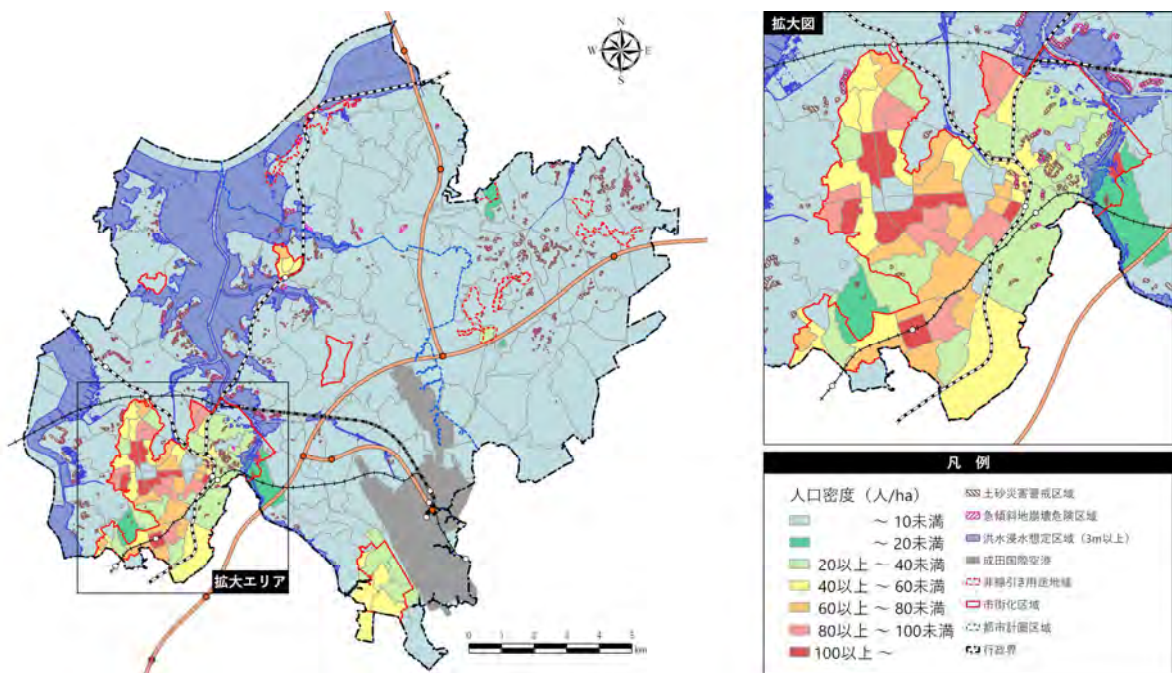 拡大図
N
W E
S
拡大エリア
0 1 2 3 4 5
km
凡 例
人口密度（人/ha）
～ 10未満
～ 20未満
20以上 ～ 40未満
40以上 ～ 60未満
60以上 ～ 80未満
80以上 ～ 100未満
100以上 ～
土砂災害警戒区域
急傾斜地崩壊危険区域
洪水浸水想定区域（3m以上）
成田国際空港
非線引き用途地域
市街化区域
都市計画区域
行政界